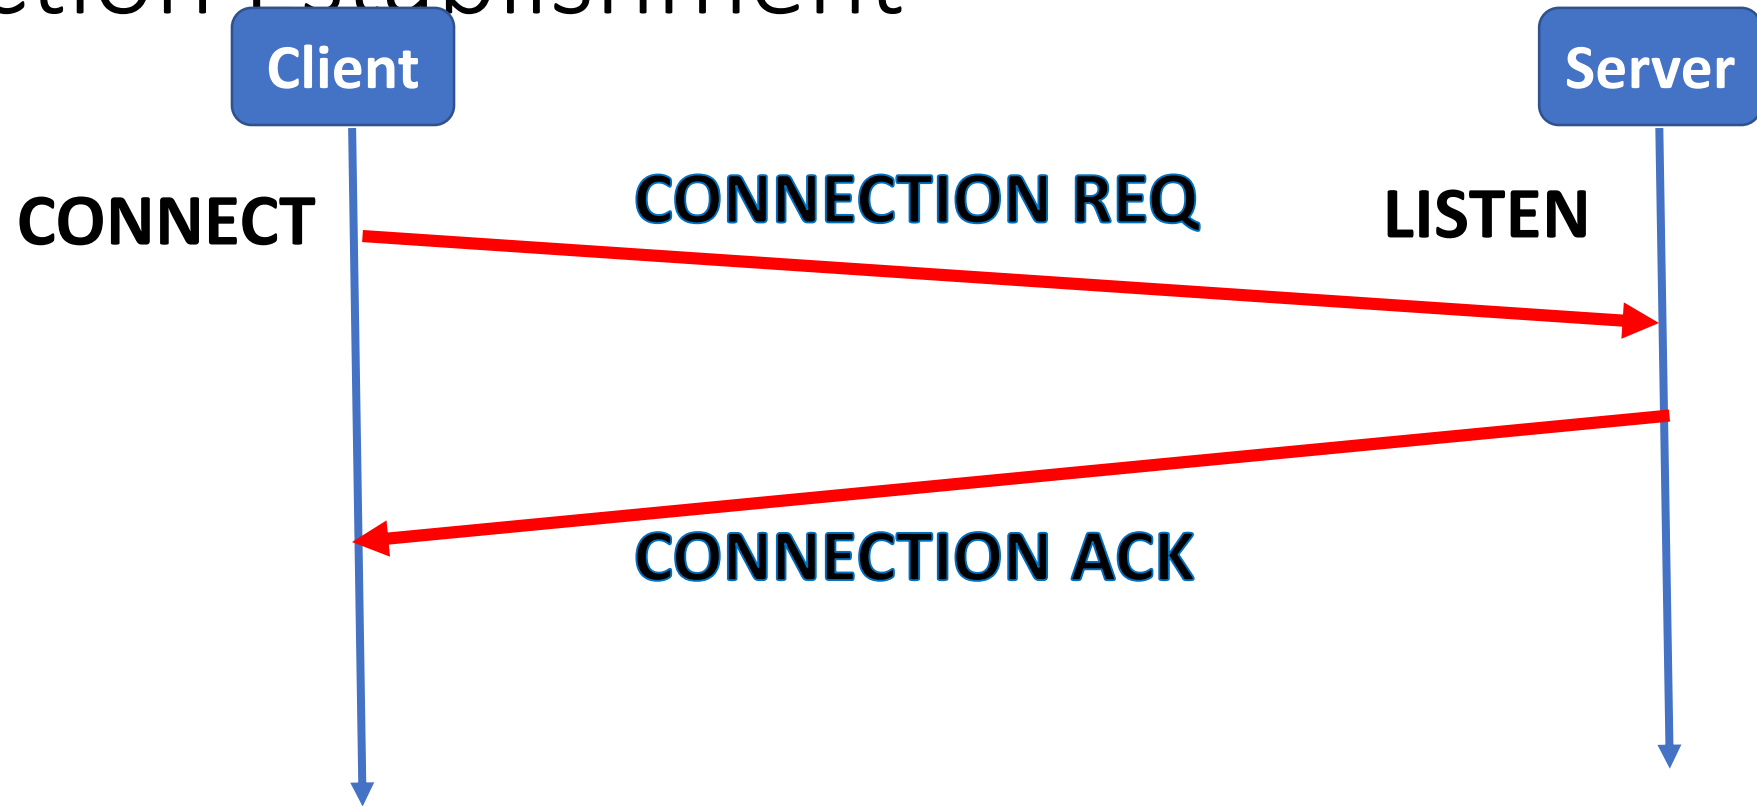 Client
Server
CONNECTION REQ
CONNECT
LISTEN
CONNECTION ACK